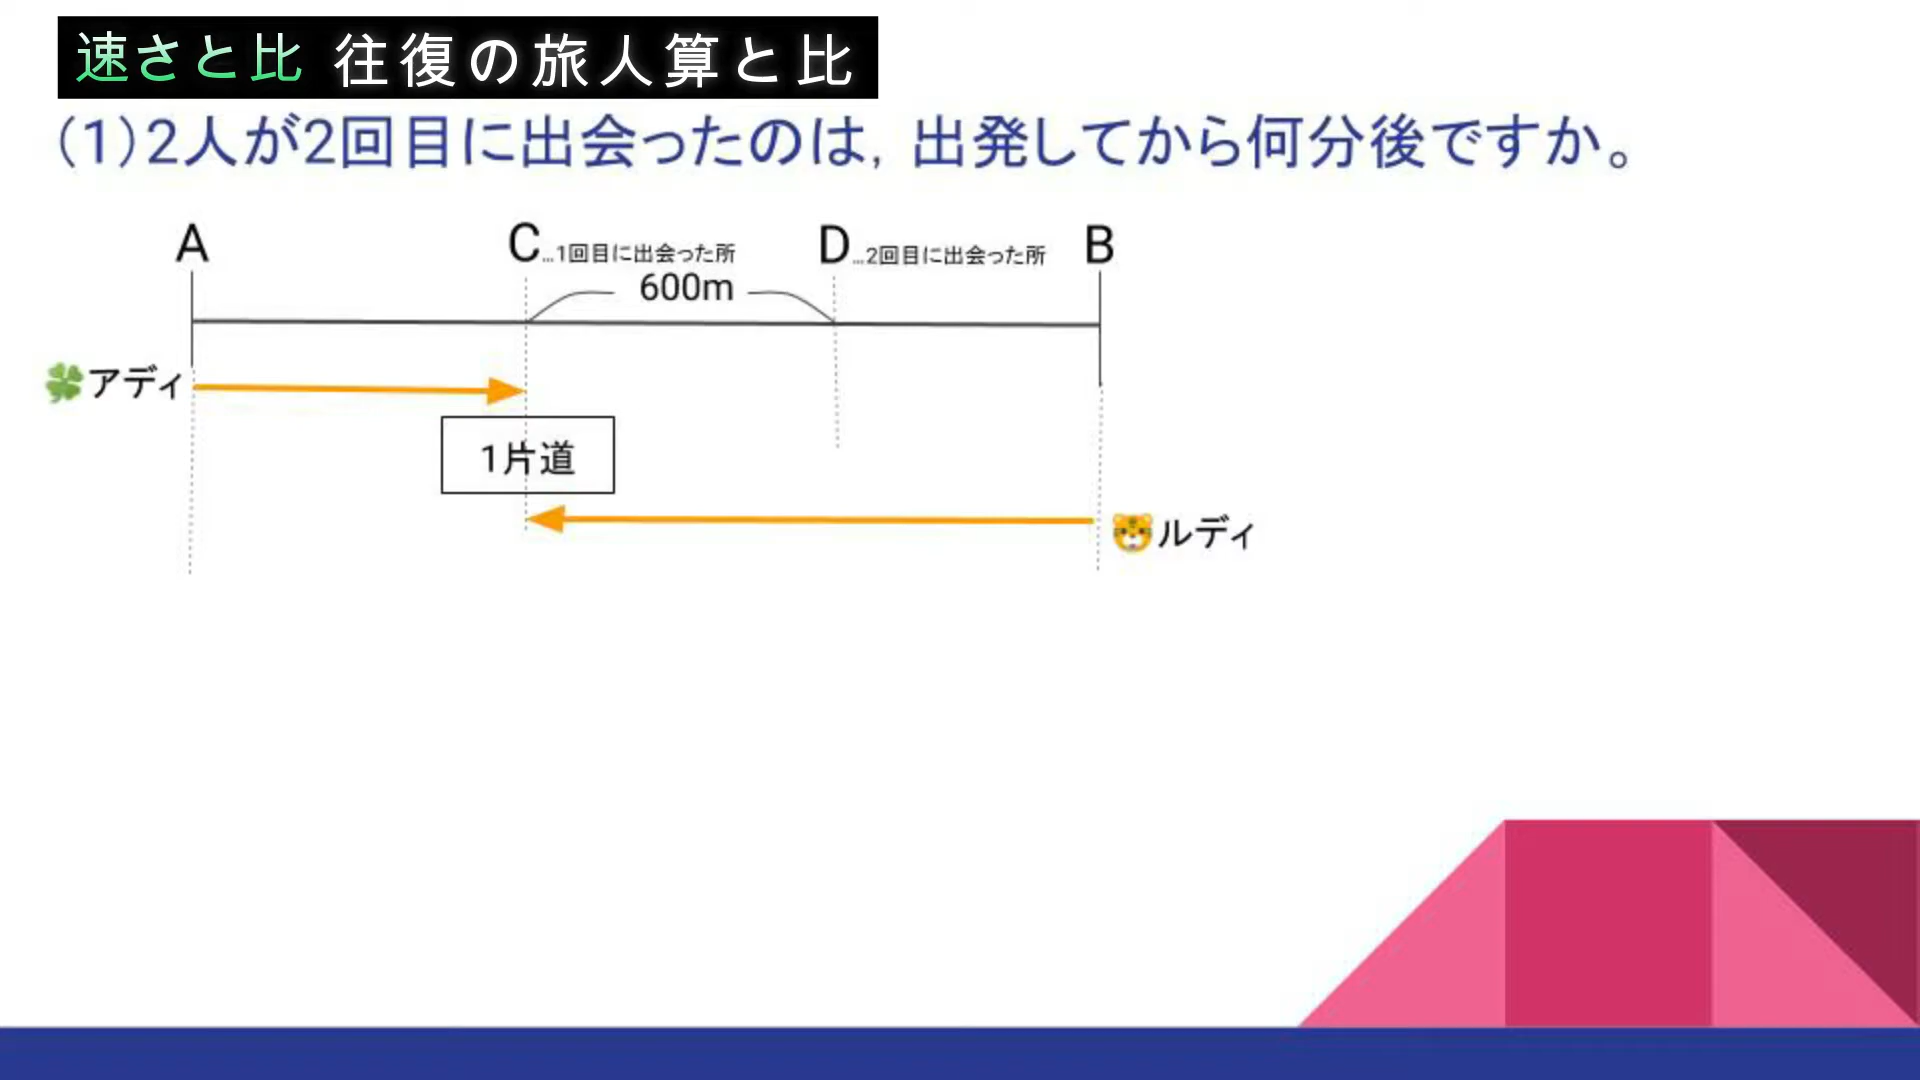 速さと比 往復の旅人算と比
(1)2人が2回目に出会ったのは，出発してから何分後ですか。
A C…1回目に出会った所 D…2回目に出会った所 B
600m
アディ
1片道
ルディ